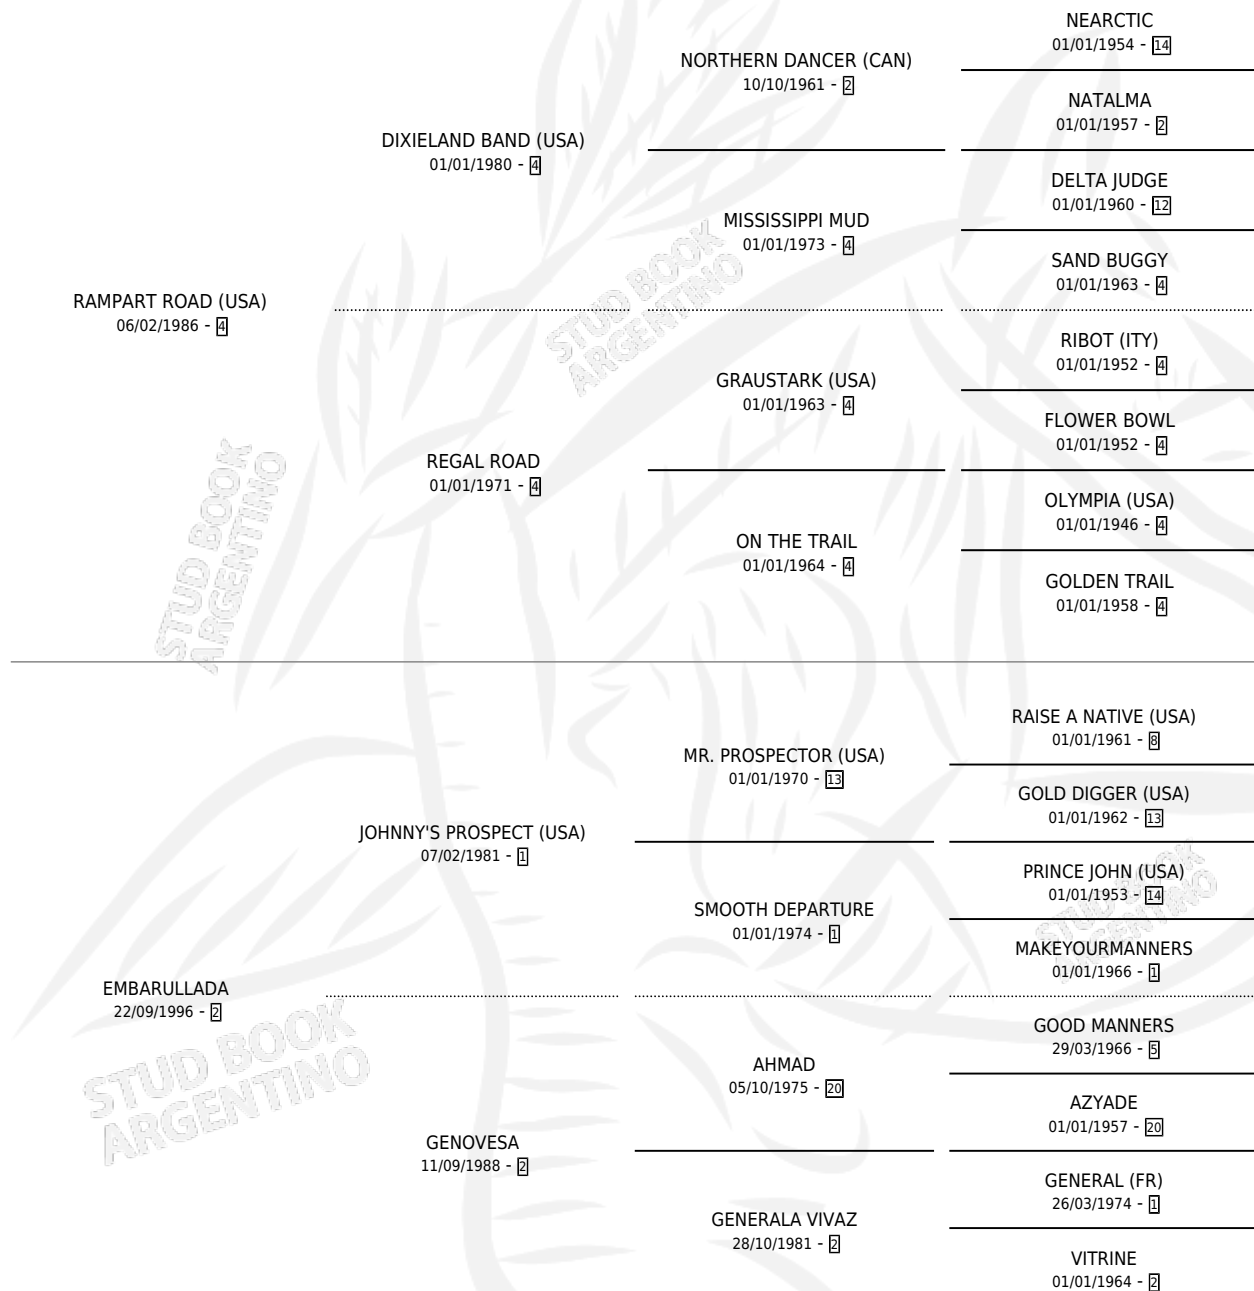 NEARCTIC
01/01/1954 - 14
NORTHERN DANCER (CAN)
10/10/1961 - 2
NATALMA
01/01/1957 - 2
DIXIELAND BAND (USA)
01/01/1980 - 4
DELTA JUDGE
01/01/1960 - 12
MISSISSIPPI MUD
01/01/1973 - 4
SAND BUGGY
01/01/1963 - 4
RAMPART ROAD (USA)
06/02/1986 - 4
RIBOT (ITY)
01/01/1952 - 4
GRAUSTARK (USA)
01/01/1963 - 4
FLOWER BOWL
01/01/1952 - 4
REGAL ROAD
01/01/1971 - 4
OLYMPIA (USA)
01/01/1946 - 4
ON THE TRAIL
01/01/1964 - 4
GOLDEN TRAIL
01/01/1958 - 4
STUD BOOK
ARGENTINO
STUD BOOK
ARGENTINO
RAISE A NATIVE (USA)
01/01/1961 - 8
MR. PROSPECTOR (USA)
01/01/1970 - 13
GOLD DIGGER (USA)
01/01/1962 - 13
JOHNNY'S PROSPECT (USA)
07/02/1981 - 1
PRINCE JOHN (USA)
01/01/1953 - 14
SMOOTH DEPARTURE
01/01/1974 - 1
MAKEYOURMANNERS
01/01/1966 - 1
EMBARULLADA
22/09/1996 - 2
GOOD MANNERS
29/03/1966 - 5
AHMAD
05/10/1975 - 20
AZYADE
01/01/1957 - 20
GENOVESA
11/09/1988 - 2
GENERAL (FR)
26/03/1974 - 1
GENERALA VIVAZ
28/10/1981 - 2
VITRINE
01/01/1964 - 2
STUD BOOK
ARGENTINO
STUD BOOK
ARGENTINO